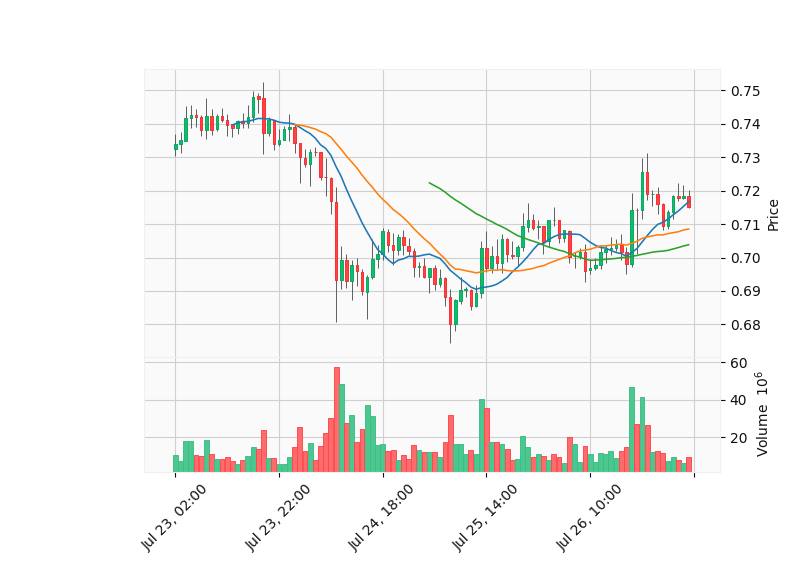 0.75
0.74
0.73
0.72
0.71
0.70
0.69
0.68
Price
60
40
20
Volume 10⁶
Jul 23, 02:00
Jul 23, 22:00
Jul 24, 18:00
Jul 25, 14:00
Jul 26, 10:00